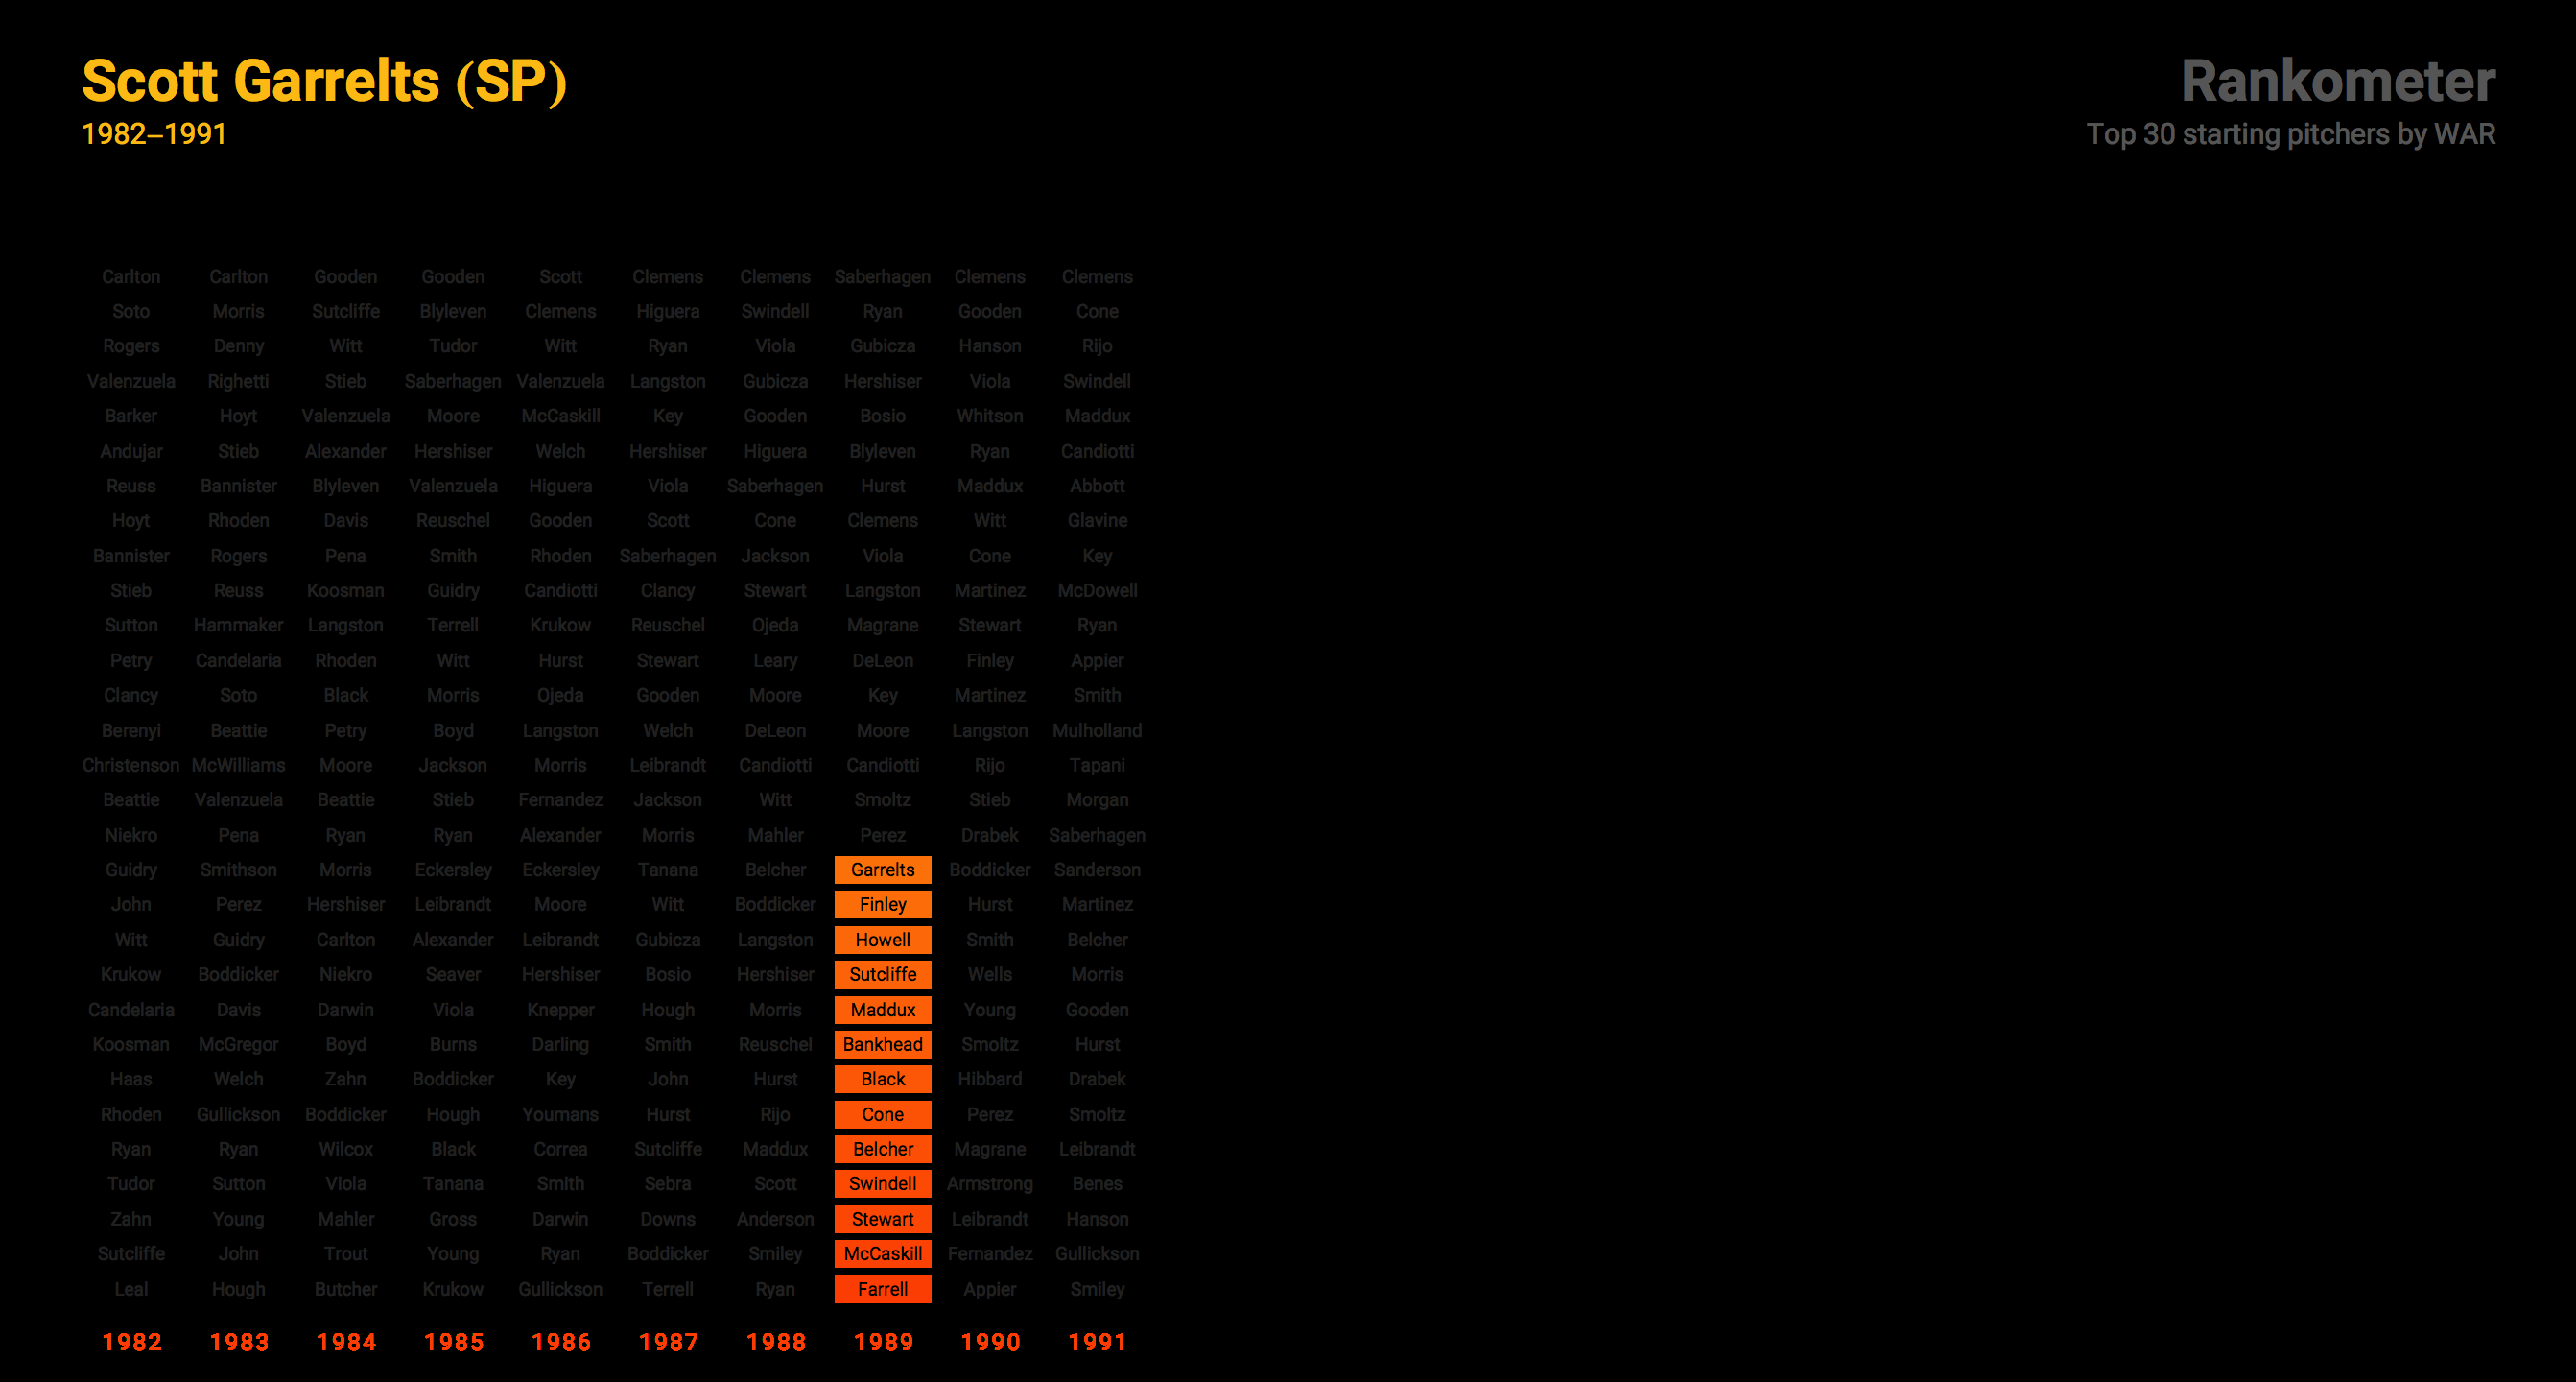 Scott Garrelts (SP)
1982–1991
Rankometer
Top 30 starting pitchers by WAR
Carlton Carlton Gooden Gooden Scott Clemens Clemens Saberhagen Clemens Clemens
Soto Morris Sutcliffe Blyleven Clemens Higuera Swindell Ryan Gooden Cone
Rogers Denny Witt Tudor Witt Ryan Viola Gubicza Hanson Rijo
Valenzuela Righetti Stieb Saberhagen Valenzuela Langston Gubicza Hershiser Viola Swindell
Barker Hoyt Valenzuela Moore McCaskill Key Gooden Bosio Whitson Maddux
Andujar Stieb Alexander Hershiser Welch Hershiser Higuera Blyleven Ryan Candiotti
Reuss Bannister Blyleven Valenzuela Higuera Viola Saberhagen Hurst Maddux Abbott
Hoyt Rhoden Davis Reuschel Gooden Scott Cone Clemens Witt Glavine
Bannister Rogers Pena Smith Rhoden Saberhagen Jackson Viola Cone Key
Stieb Reuss Koosman Guidry Candiotti Clancy Stewart Langston Martinez McDowell
Sutton Hammaker Langston Terrell Krukow Reuschel Ojeda Magrane Stewart Ryan
Petry Candelaria Rhoden Witt Hurst Stewart Leary DeLeon Finley Appier
Clancy Soto Black Morris Ojeda Gooden Moore Key Martinez Smith
Berenyi Beattie Petry Boyd Langston Welch DeLeon Moore Langston Mulholland
Christenson McWilliams Moore Jackson Morris Leibrandt Candiotti Candiotti Rijo Tapani
Beattie Valenzuela Beattie Stieb Fernandez Jackson Witt Smoltz Stieb Morgan
Niekro Pena Ryan Ryan Alexander Morris Mahler Perez Drabek Saberhagen
Guidry Smithson Morris Eckersley Eckersley Tanana Belcher Garrelts Boddicker Sanderson
John Perez Hershiser Leibrandt Moore Witt Boddicker Finley Hurst Martinez
Witt Guidry Carlton Alexander Leibrandt Gubicza Langston Howell Smith Belcher
Krukow Boddicker Niekro Seaver Hershiser Bosio Hershiser Sutcliffe Wells Morris
Candelaria Davis Darwin Viola Knepper Hough Morris Maddux Young Gooden
Koosman McGregor Boyd Burns Darling Smith Reuschel Bankhead Smoltz Hurst
Haas Welch Zahn Boddicker Key John Hurst Black Hibbard Drabek
Rhoden Gullickson Boddicker Hough Youmans Hurst Rijo Cone Perez Smoltz
Ryan Ryan Wilcox Black Correa Sutcliffe Maddux Belcher Magrane Leibrandt
Tudor Sutton Viola Tanana Smith Sebra Scott Swindell Armstrong Benes
Zahn Young Mahler Gross Darwin Downs Anderson Stewart Leibrandt Hanson
Sutcliffe John Trout Young Ryan Boddicker Smiley McCaskill Fernandez Gullickson
Leal Hough Butcher Krukow Gullickson Terrell Ryan Farrell Appier Smiley
1982 1983 1984 1985 1986 1987 1988 1989 1990 1991